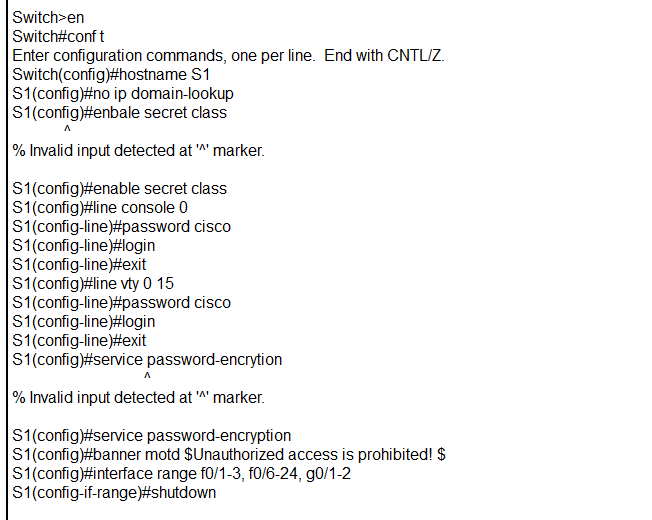 Switch>en
Switch#conf t
Enter configuration commands, one per line. End with CNTL/Z.
Switch(config)#hostname S1
S1(config)#no ip domain-lookup
S1(config)#enbale secret class
^
% Invalid input detected at '^' marker.
S1(config)#enable secret class
S1(config)#line console 0
S1(config-line)#password cisco
S1(config-line)#login
S1(config-line)#exit
S1(config)#line vty 0 15
S1(config-line)#password cisco
S1(config-line)#login
S1(config-line)#exit
S1(config)#service password-encrytion
^
% Invalid input detected at '^' marker.
S1(config)#service password-encryption
S1(config)#banner motd $Unauthorized access is prohibited! $
S1(config)#interface range f0/1-3, f0/6-24, g0/1-2
S1(config-if-range)#shutdown